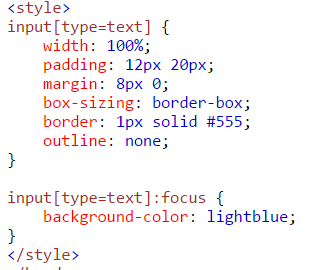 <style>
input[type=text] {
    width: 100%;
    padding: 12px 20px;
    margin: 8px 0;
    box-sizing: border-box;
    border: 1px solid #555;
    outline: none;
}

input[type=text]:focus {
    background-color: lightblue;
}
</style>